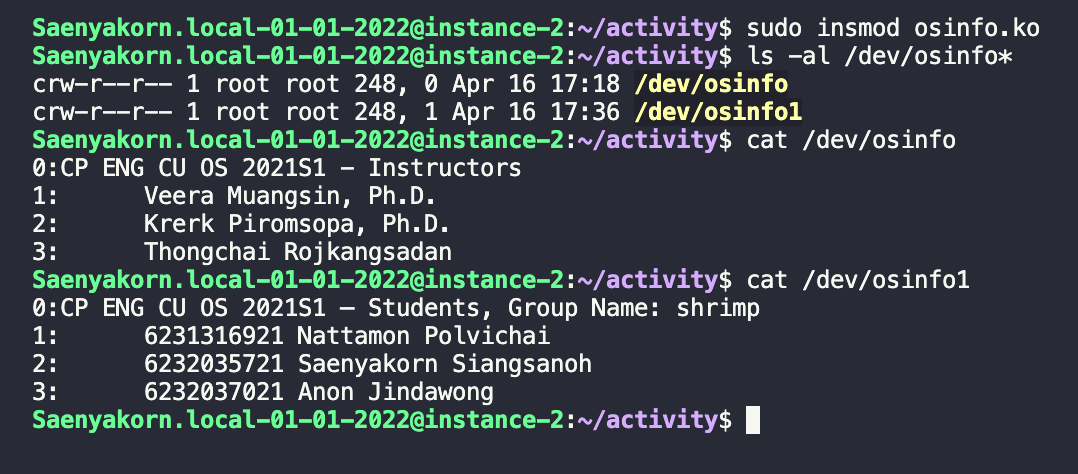 Saenyakorn.local-01-01-2022@instance-2:~/activity$ sudo insmod osinfo.ko
Saenyakorn.local-01-01-2022@instance-2:~/activity$ ls -al /dev/osinfo*
crw-r--r-- 1 root root 248, 0 Apr 16 17:18 /dev/osinfo
crw-r--r-- 1 root root 248, 1 Apr 16 17:36 /dev/osinfo1
Saenyakorn.local-01-01-2022@instance-2:~/activity$ cat /dev/osinfo
0:CP ENG CU OS 2021S1 - Instructors
1:      Veera Muangsin, Ph.D.
2:      Krerk Piromsopa, Ph.D.
3:      Thongchai Rojkangsadan
Saenyakorn.local-01-01-2022@instance-2:~/activity$ cat /dev/osinfo1
0:CP ENG CU OS 2021S1 – Students, Group Name: shrimp
1:      6231316921 Nattamon Polvichai
2:      6232035721 Saenyakorn Siangsanoh
3:      6232037021 Anon Jindawong
Saenyakorn.local-01-01-2022@instance-2:~/activity$